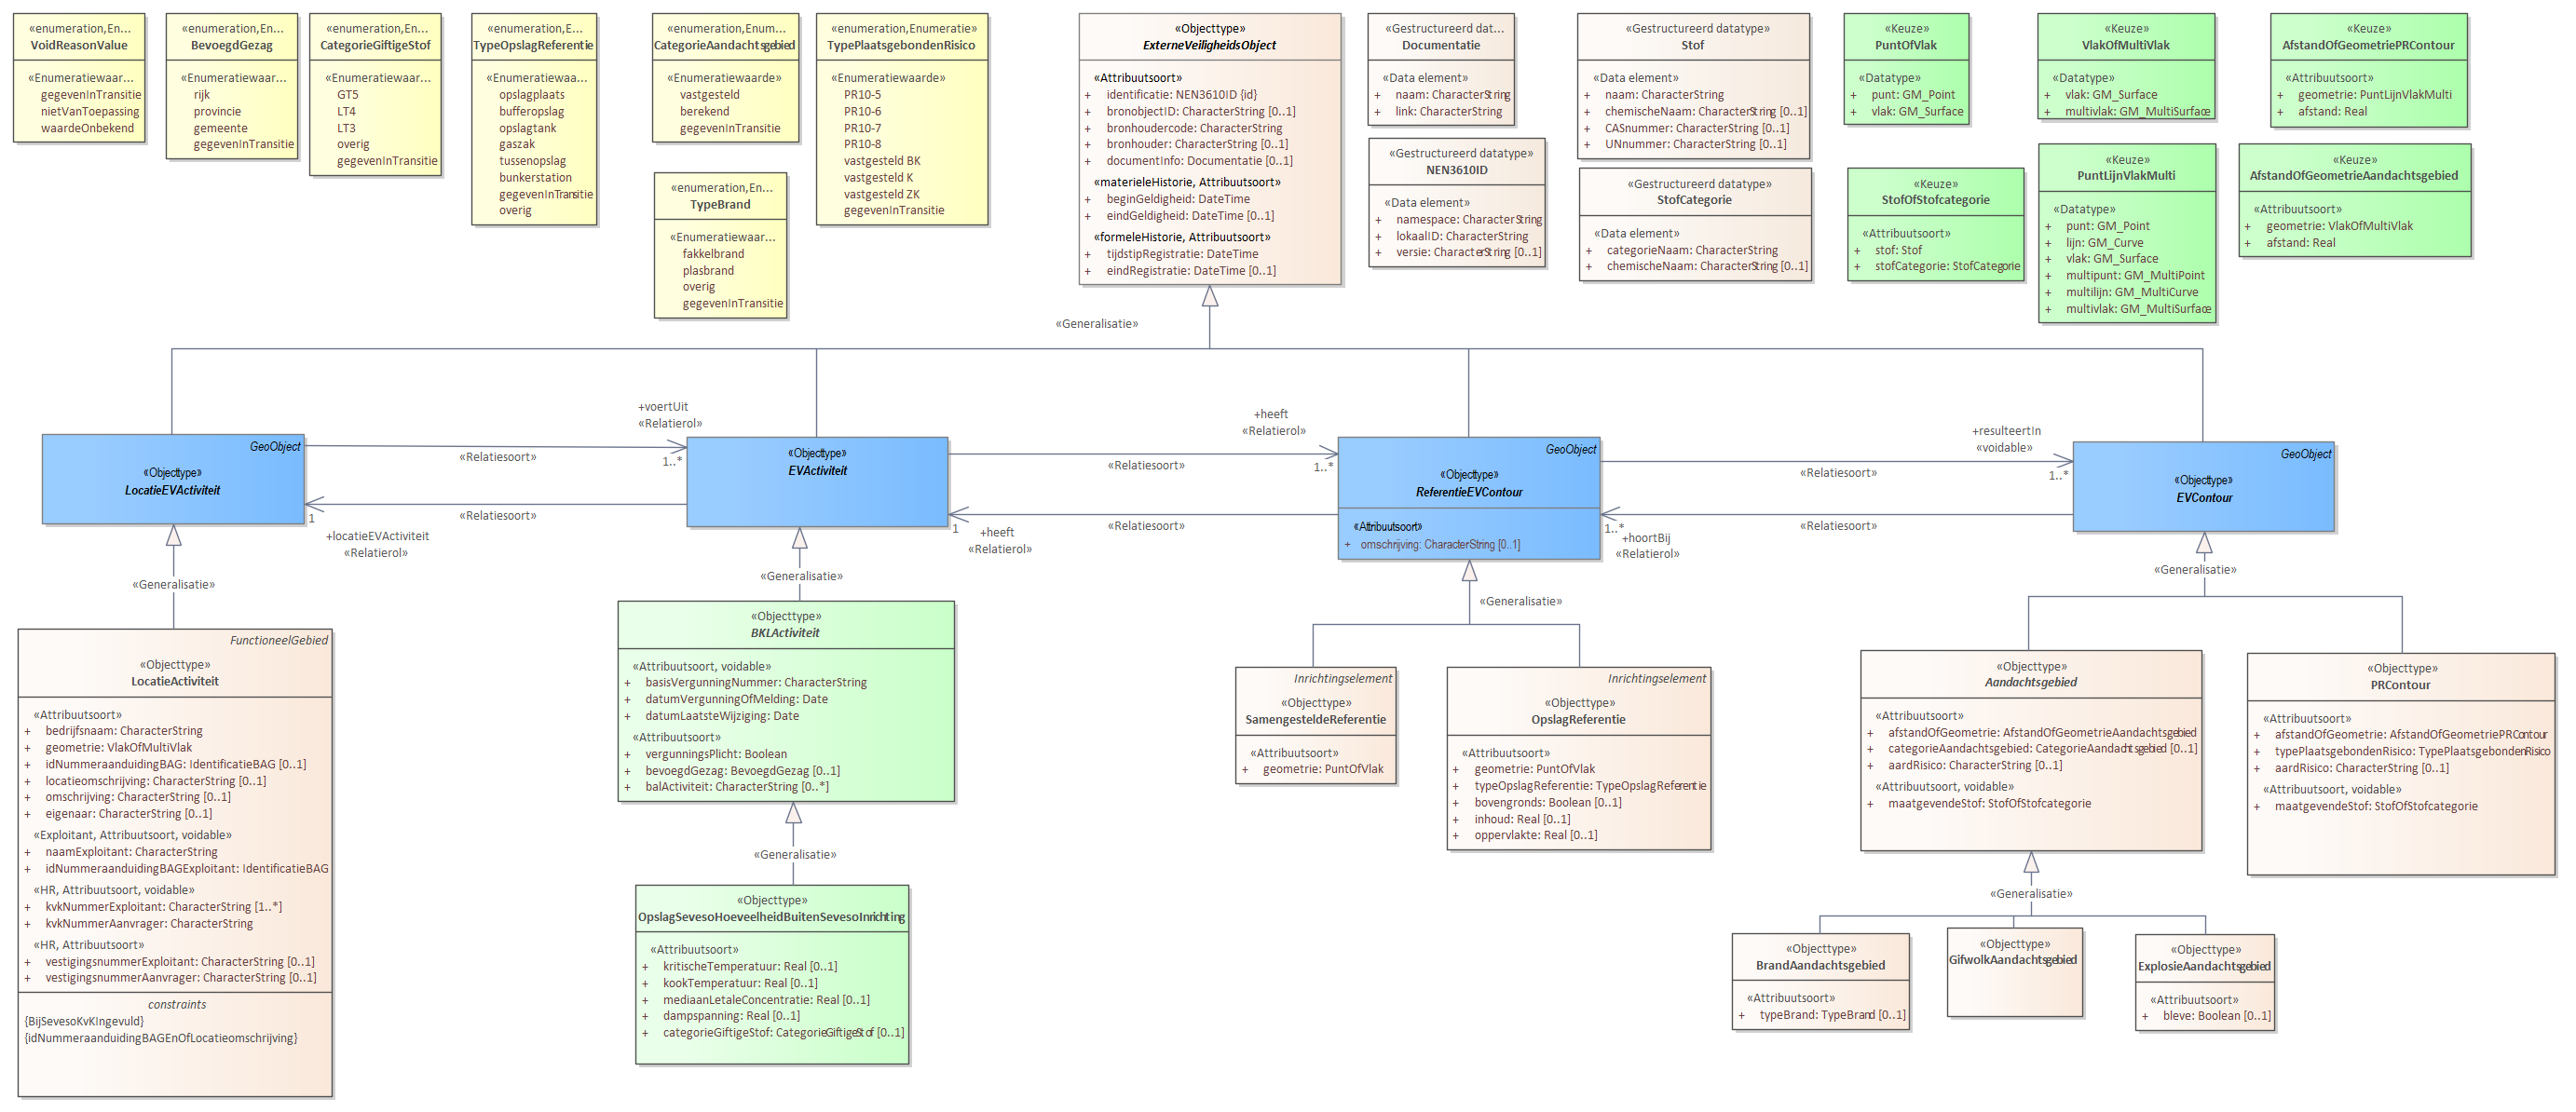 «enumeration,En...
VoidReasonValue
«Enumeratiewaar...
gegevenInTransitie
nietVanToepassing
waardeOnbekend
«enumeration,En...
BevoegdGezag
«Enumeratiewaar...
rijk
provincie
gemeente
gegevenInTransitie
«enumeration,En...
CategorieGiftigeStof
«Enumeratiewaar...
GT5
LT4
LT3
overig
gegevenInTransitie
«enumeration,E...
TypeOpslagReferentie
«Enumeratiewaa...
opslagplaats
bufferopslag
opslagtank
gaszak
tussenopslag
bunkerstation
gegevenInTransitie
overig
«enumeration,Enum...
CategorieAandachtsgebied
«Enumeratiewaarde»
vastgesteld
berekend
gegevenInTransitie
«enumeration,En...
TypeBrand
«Enumeratiewaar...
fakkelbrand
plasbrand
overig
gegevenInTransitie
«enumeration,Enumeratie»
TypePlaatsgebondenRisico
«Enumeratiewaarde»
PR10-5
PR10-6
PR10-7
PR10-8
vastgesteld BK
vastgesteld K
vastgesteld ZK
gegevenInTransitie
«Objecttype»
ExterneVeiligheidsObject
«Attribuutsoort»
+ identificatie: NEN3610ID {id}
+ bronobjectID: CharacterString [0..1]
+ bronhoudercode: CharacterString
+ bronhouder: CharacterString [0..1]
+ documentInfo: Documentatie [0..1]
«materieleHistorie, Attribuutsoort»
+ beginGeldigheid: DateTime
+ eindGeldigheid: DateTime [0..1]
«formeleHistorie, Attribuutsoort»
+ tijdstipRegistratie: DateTime
+ eindRegistratie: DateTime [0..1]
«Gestructureerd dat...
Documentatie
«Data element»
+ naam: CharacterString
+ link: CharacterString
«Gestructureerd datatype»
NEN3610ID
«Data element»
+ namespace: CharacterString
+ lokaalID: CharacterString
+ versie: CharacterString [0..1]
«Gestructureerd datatype»
Stof
«Data element»
+ naam: CharacterString
+ chemischeNaam: CharacterString [0..1]
+ CASnummer: CharacterString [0..1]
+ UNnummer: CharacterString [0..1]
«Gestructureerd datatype»
StofCategorie
«Data element»
+ categorieNaam: CharacterString
+ chemischeNaam: CharacterString [0..1]
«Keuze»
PuntOfVlak
«Datatype»
+ punt: GM_Point
+ vlak: GM_Surface
«Keuze»
StofOfStofcategorie
«Attribuutsoort»
+ stof: Stof
+ stofCategorie: StofCategorie
«Keuze»
VlakOfMultiVlak
«Datatype»
+ vlak: GM_Surface
+ multivlak: GM_MultiSurface
«Keuze»
PuntLijnVlakMulti
«Datatype»
+ punt: GM_Point
+ lijn: GM_Curve
+ vlak: GM_Surface
+ multipunt: GM_MultiPoint
+ multilijn: GM_MultiCurve
+ multivlak: GM_MultiSurface
«Keuze»
AfstandOfGeometriePRContour
«Attribuutsoort»
+ geometrie: PuntLijnVlakMulti
+ afstand: Real
«Keuze»
AfstandOfGeometrieAandachtsgebied
«Attribuutsoort»
+ geometrie: VlakOfMultiVlak
+ afstand: Real
«Generalisatie»
GeoObject
«Objecttype»
LocatieEVActiviteit
«Relatiesoort»
+voertUit
«Relatierol»
1..*
«Relatiesoort»
1
+locatieEVActiviteit
«Relatierol»
«Objecttype»
EVActiviteit
«Relatiesoort»
+heeft
«Relatierol»
1..*
«Relatiesoort»
1
+heeft
«Relatierol»
GeoObject
«Objecttype»
ReferentieEVContour
«Attribuutsoort»
+ omschrijving: CharacterString [0..1]
«Relatiesoort»
+resulteertIn
«voidable»
1..*
«Relatiesoort»
1..*
+hoortBij
«Relatierol»
GeoObject
«Objecttype»
EVContour
«Generalisatie»
«Generalisatie»
«Generalisatie»
«Generalisatie»
FunctioneelGebied
«Objecttype»
LocatieActiviteit
«Attribuutsoort»
+ bedrijfsnaam: CharacterString
+ geometrie: VlakOfMultiVlak
+ idNummeraanduidingBAG: IdentificatieBAG [0..1]
+ locatieomschrijving: CharacterString [0..1]
+ omschrijving: CharacterString [0..1]
+ eigenaar: CharacterString [0..1]
«Exploitant, Attribuutsoort, voidable»
+ naamExploitant: CharacterString
+ idNummeraanduidingBAGExploitant: IdentificatieBAG
«HR, Attribuutsoort, voidable»
+ kvkNummerExploitant: CharacterString [1..*]
+ kvkNummerAanvrager: CharacterString
«HR, Attribuutsoort»
+ vestigingsnummerExploitant: CharacterString [0..1]
+ vestigingsnummerAanvrager: CharacterString [0..1]
constraints
{BijSevesoKvKIngevuld}
{idNummeraanduidingBAGEnOfLocatieomschrijving}
«Objecttype»
BKLActiviteit
«Attribuutsoort, voidable»
+ basisVergunningNummer: CharacterString
+ datumVergunningOfMelding: Date
+ datumLaatsteWijziging: Date
«Attribuutsoort»
+ vergunningsPlicht: Boolean
+ bevoegdGezag: BevoegdGezag [0..1]
+ balActiviteit: CharacterString [0..*]
«Generalisatie»
«Objecttype»
OpslagSevesoHoeveelheidBuitenSevesoInrichting
«Attribuutsoort»
+ kritischeTemperatuur: Real [0..1]
+ kookTemperatuur: Real [0..1]
+ mediaanLetaleConcentratie: Real [0..1]
+ dampspanning: Real [0..1]
+ categorieGiftigeStof: CategorieGiftigeStof [0..1]
Inrichtingselement
«Objecttype»
SamengesteldeReferentie
«Attribuutsoort»
+ geometrie: PuntOfVlak
Inrichtingselement
«Objecttype»
OpslagReferentie
«Attribuutsoort»
+ geometrie: PuntOfVlak
+ typeOpslagReferentie: TypeOpslagReferentie
+ bovengronds: Boolean [0..1]
+ inhoud: Real [0..1]
+ oppervlakte: Real [0..1]
«Objecttype»
Aandachtsgebied
«Attribuutsoort»
+ afstandOfGeometrie: AfstandOfGeometrieAandachtsgebied
+ categorieAandachtsgebied: CategorieAandachtsgebied [0..1]
+ aardRisico: CharacterString [0..1]
«Attribuutsoort, voidable»
+ maatgevendeStof: StofOfStofcategorie
«Objecttype»
PRContour
«Attribuutsoort»
+ afstandOfGeometrie: AfstandOfGeometriePRContour
+ typePlaatsgebondenRisico: TypePlaatsgebondenRisico
+ aardRisico: CharacterString [0..1]
«Attribuutsoort, voidable»
+ maatgevendeStof: StofOfStofcategorie
«Generalisatie»
«Objecttype»
BrandAandachtsgebied
«Attribuutsoort»
+ typeBrand: TypeBrand [0..1]
«Objecttype»
GifwolkAandachtsgebied
«Objecttype»
ExplosieAandachtsgebied
«Attribuutsoort»
+ bleve: Boolean [0..1]